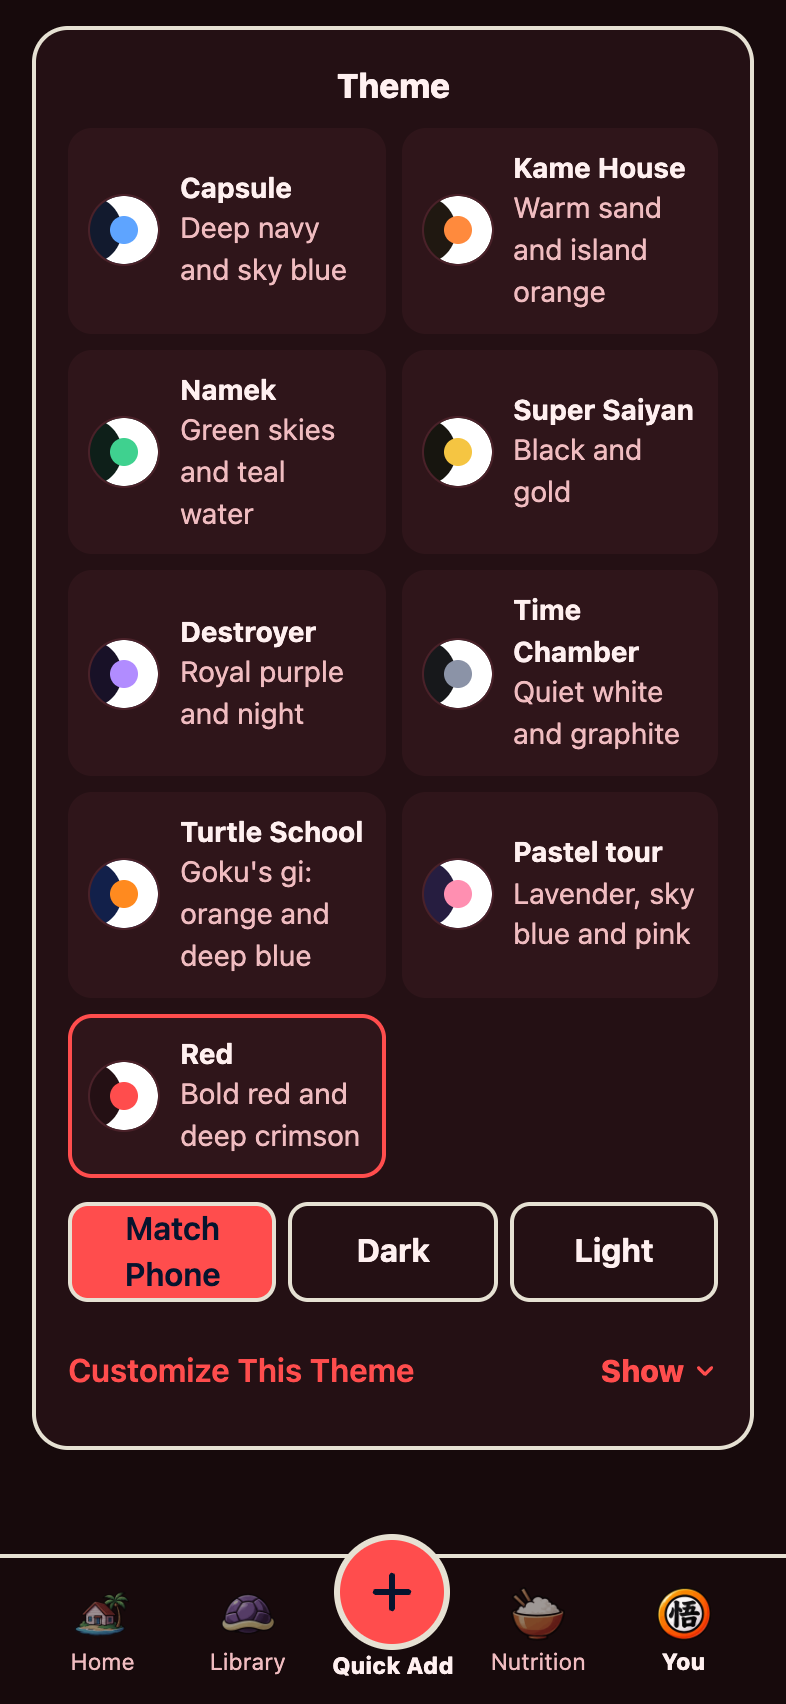 Theme
Capsule
Deep navy
and sky blue
Kame House
Warm sand
and island
orange
Namek
Green skies
and teal
water
Super Saiyan
Black and
gold
Destroyer
Royal purple
and night
Time
Chamber
Quiet white
and graphite
Turtle School
Goku's gi:
orange and
deep blue
Pastel tour
Lavender, sky
blue and pink
Red
Bold red and
deep crimson
Match
Phone
Dark
Light
Customize This Theme
Show
悟
Home
Library
Quick Add
Nutrition
You